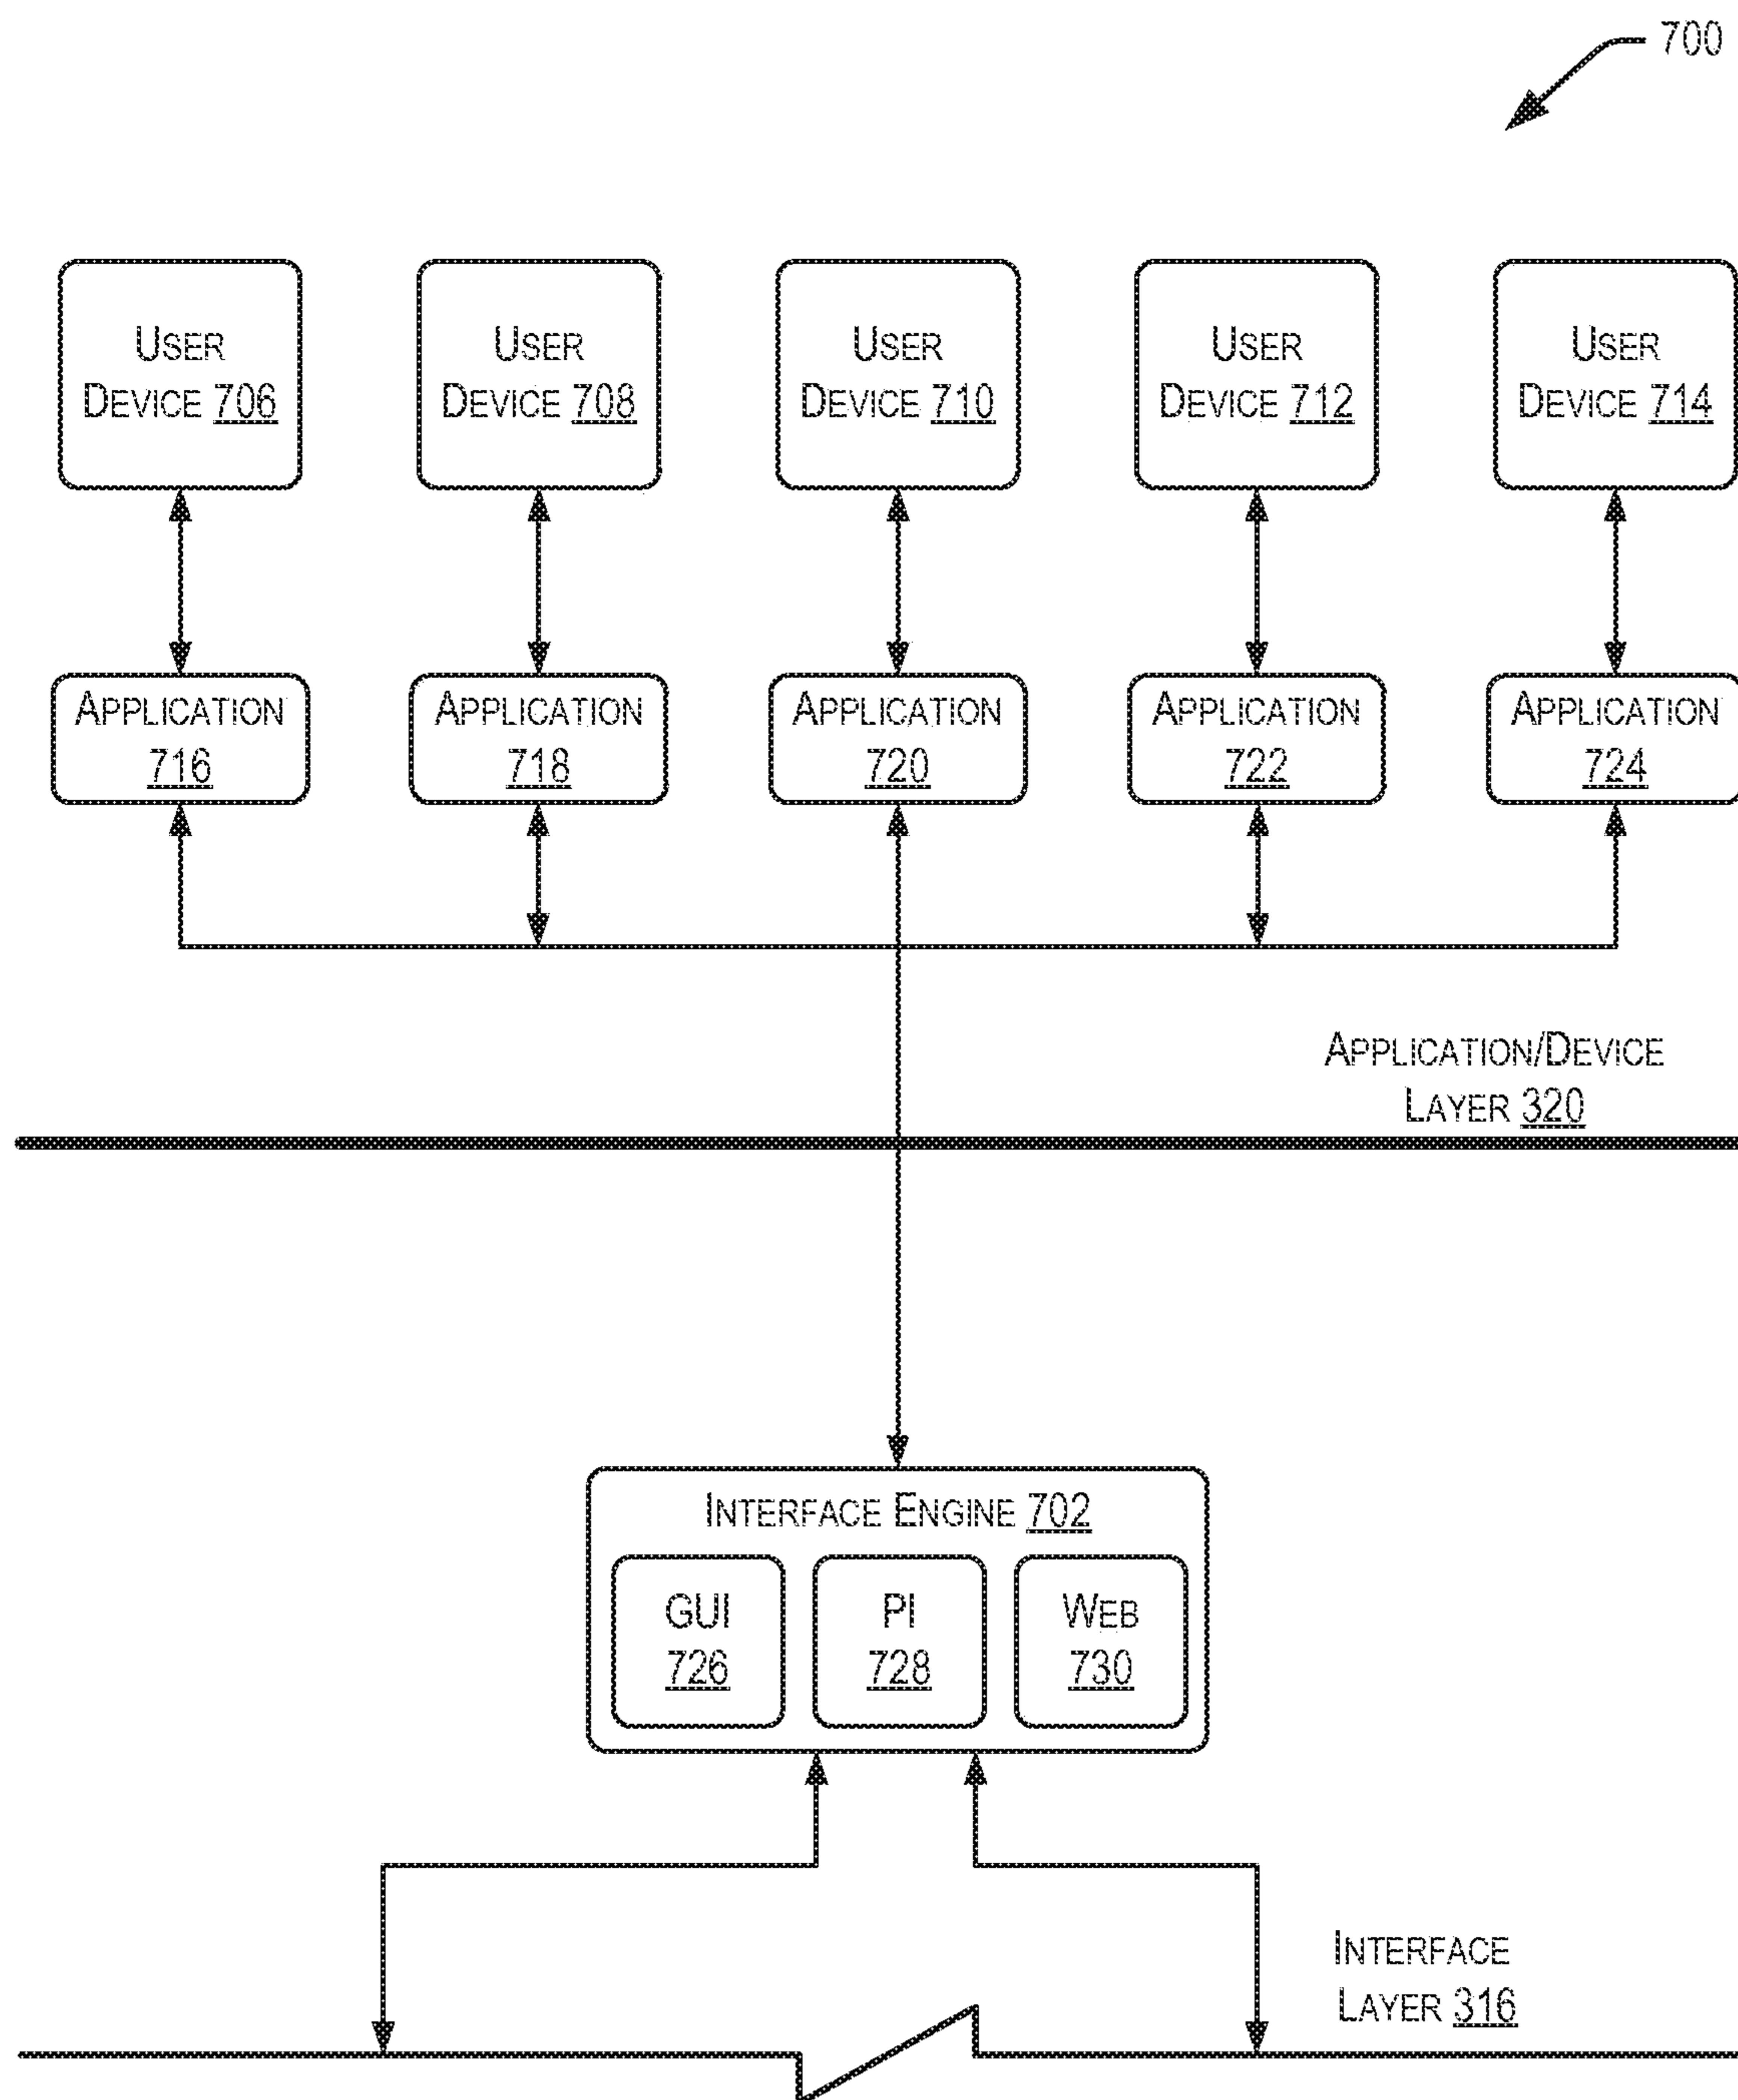 700
USER
DEVICE 706
USER
DEVICE 708
USER
DEVICE 710
USER
DEVICE 712
USER
DEVICE 714
APPLICATION
716
APPLICATION
718
APPLICATION
720
APPLICATION
722
APPLICATION
724
APPLICATION/DEVICE
LAYER 320
INTERFACE ENGINE 702
GUI
726
PI
728
WEB
730
INTERFACE
LAYER 316